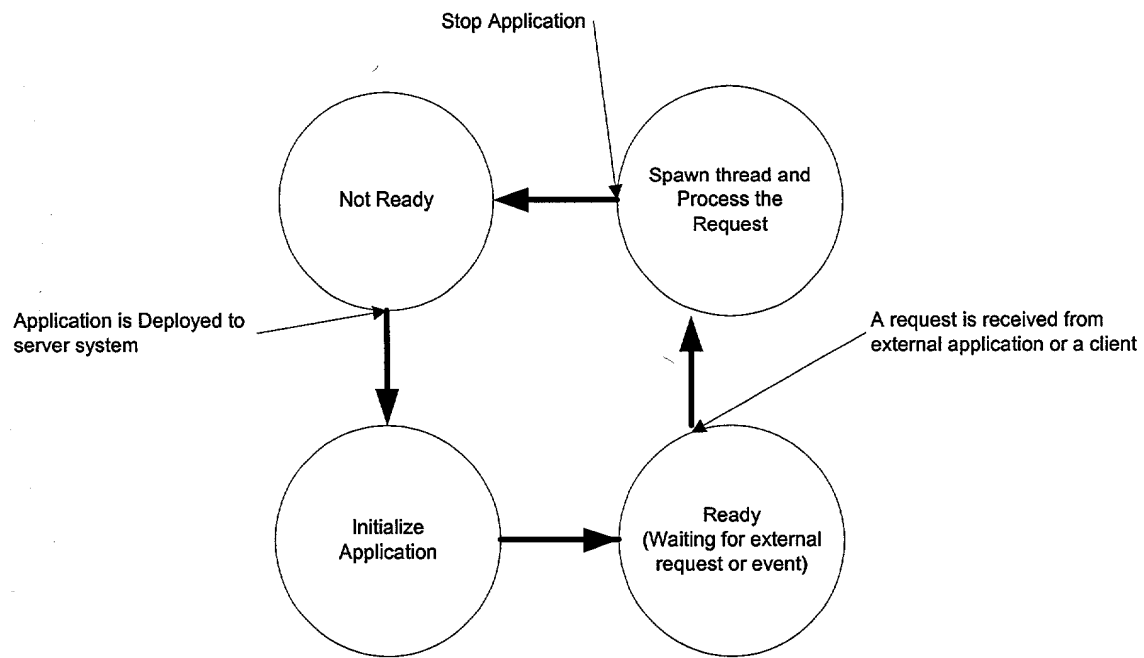 Stop Application
Not Ready
Spawn thread and
Process the
Request
Application is Deployed to
server system
A request is received from
external application or a client
Initialize
Application
Ready
(Waiting for external
request or event)